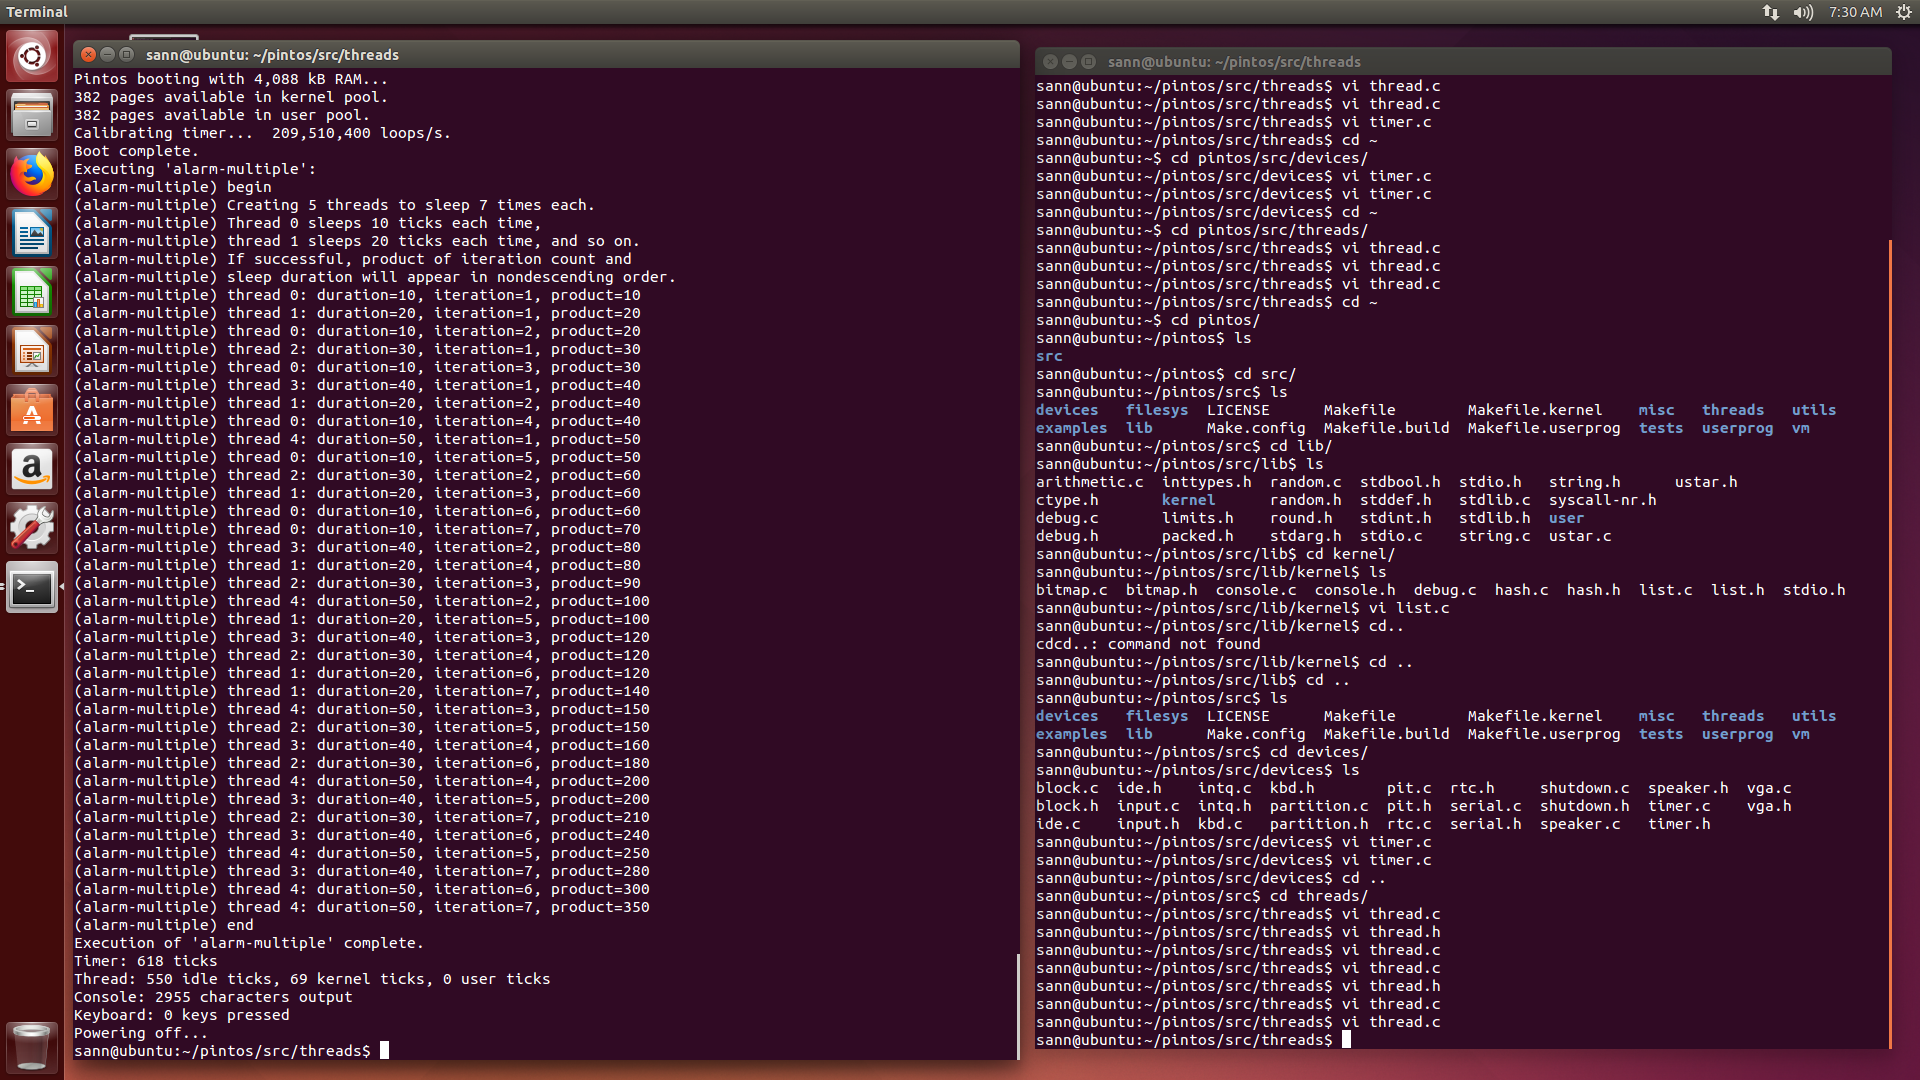 Terminal
7:30 AM
sann@ubuntu: ~/pintos/src/threads
Pintos booting with 4,088 kB RAM...
382 pages available in kernel pool.
382 pages available in user pool.
Calibrating timer...  209,510,400 loops/s.
Boot complete.
Executing 'alarm-multiple':
(alarm-multiple) begin
(alarm-multiple) Creating 5 threads to sleep 7 times each.
(alarm-multiple) Thread 0 sleeps 10 ticks each time,
(alarm-multiple) thread 1 sleeps 20 ticks each time, and so on.
(alarm-multiple) If successful, product of iteration count and
(alarm-multiple) sleep duration will appear in nondescending order.
(alarm-multiple) thread 0: duration=10, iteration=1, product=10
(alarm-multiple) thread 1: duration=20, iteration=1, product=20
(alarm-multiple) thread 0: duration=10, iteration=2, product=20
(alarm-multiple) thread 2: duration=30, iteration=1, product=30
(alarm-multiple) thread 0: duration=10, iteration=3, product=30
(alarm-multiple) thread 3: duration=40, iteration=1, product=40
(alarm-multiple) thread 1: duration=20, iteration=2, product=40
(alarm-multiple) thread 0: duration=10, iteration=4, product=40
(alarm-multiple) thread 4: duration=50, iteration=1, product=50
(alarm-multiple) thread 0: duration=10, iteration=5, product=50
(alarm-multiple) thread 2: duration=30, iteration=2, product=60
(alarm-multiple) thread 1: duration=20, iteration=3, product=60
(alarm-multiple) thread 0: duration=10, iteration=6, product=60
(alarm-multiple) thread 0: duration=10, iteration=7, product=70
(alarm-multiple) thread 3: duration=40, iteration=2, product=80
(alarm-multiple) thread 1: duration=20, iteration=4, product=80
(alarm-multiple) thread 2: duration=30, iteration=3, product=90
(alarm-multiple) thread 4: duration=50, iteration=2, product=100
(alarm-multiple) thread 1: duration=20, iteration=5, product=100
(alarm-multiple) thread 3: duration=40, iteration=3, product=120
(alarm-multiple) thread 2: duration=30, iteration=4, product=120
(alarm-multiple) thread 1: duration=20, iteration=6, product=120
(alarm-multiple) thread 1: duration=20, iteration=7, product=140
(alarm-multiple) thread 4: duration=50, iteration=3, product=150
(alarm-multiple) thread 2: duration=30, iteration=5, product=150
(alarm-multiple) thread 3: duration=40, iteration=4, product=160
(alarm-multiple) thread 2: duration=30, iteration=6, product=180
(alarm-multiple) thread 4: duration=50, iteration=4, product=200
(alarm-multiple) thread 3: duration=40, iteration=5, product=200
(alarm-multiple) thread 2: duration=30, iteration=7, product=210
(alarm-multiple) thread 3: duration=40, iteration=6, product=240
(alarm-multiple) thread 4: duration=50, iteration=5, product=250
(alarm-multiple) thread 3: duration=40, iteration=7, product=280
(alarm-multiple) thread 4: duration=50, iteration=6, product=300
(alarm-multiple) thread 4: duration=50, iteration=7, product=350
(alarm-multiple) end
Execution of 'alarm-multiple' complete.
Timer: 618 ticks
Thread: 550 idle ticks, 69 kernel ticks, 0 user ticks
Console: 2955 characters output
Keyboard: 0 keys pressed
Powering off...
sann@ubuntu:~/pintos/src/threads$
sann@ubuntu: ~/pintos/src/threads
sann@ubuntu:~/pintos/src/threads$ vi thread.c
sann@ubuntu:~/pintos/src/threads$ vi thread.c
sann@ubuntu:~/pintos/src/threads$ vi timer.c
sann@ubuntu:~/pintos/src/threads$ cd ~
sann@ubuntu:~$ cd pintos/src/devices/
sann@ubuntu:~/pintos/src/devices$ vi timer.c
sann@ubuntu:~/pintos/src/devices$ vi timer.c
sann@ubuntu:~/pintos/src/devices$ cd ~
sann@ubuntu:~$ cd pintos/src/threads/
sann@ubuntu:~/pintos/src/threads$ vi thread.c
sann@ubuntu:~/pintos/src/threads$ vi thread.c
sann@ubuntu:~/pintos/src/threads$ vi thread.c
sann@ubuntu:~/pintos/src/threads$ cd ~
sann@ubuntu:~$ cd pintos/
sann@ubuntu:~/pintos$ ls
src
sann@ubuntu:~/pintos$ cd src/
sann@ubuntu:~/pintos/src$ ls
devices   filesys  LICENSE      Makefile        Makefile.kernel    misc   threads   utils
examples  lib      Make.config  Makefile.build  Makefile.userprog  tests  userprog  vm
sann@ubuntu:~/pintos/src$ cd lib/
sann@ubuntu:~/pintos/src/lib$ ls
arithmetic.c  inttypes.h  random.c  stdbool.h  stdio.h   string.h      ustar.h
ctype.h       kernel      random.h  stddef.h   stdlib.c  syscall-nr.h
debug.c       limits.h    round.h   stdint.h   stdlib.h  user
debug.h       packed.h    stdarg.h  stdio.c    string.c  ustar.c
sann@ubuntu:~/pintos/src/lib$ cd kernel/
sann@ubuntu:~/pintos/src/lib/kernel$ ls
bitmap.c  bitmap.h  console.c  console.h  debug.c  hash.c  hash.h  list.c  list.h  stdio.h
sann@ubuntu:~/pintos/src/lib/kernel$ vi list.c
sann@ubuntu:~/pintos/src/lib/kernel$ cd..
cdcd..: command not found
sann@ubuntu:~/pintos/src/lib/kernel$ cd ..
sann@ubuntu:~/pintos/src/lib$ cd ..
sann@ubuntu:~/pintos/src$ ls
devices   filesys  LICENSE      Makefile        Makefile.kernel    misc   threads   utils
examples  lib      Make.config  Makefile.build  Makefile.userprog  tests  userprog  vm
sann@ubuntu:~/pintos/src$ cd devices/
sann@ubuntu:~/pintos/src/devices$ ls
block.c  ide.h    intq.c  kbd.h        pit.c  rtc.h     shutdown.c  speaker.h  vga.c
block.h  input.c  intq.h  partition.c  pit.h  serial.c  shutdown.h  timer.c    vga.h
ide.c    input.h  kbd.c   partition.h  rtc.c  serial.h  speaker.c   timer.h
sann@ubuntu:~/pintos/src/devices$ vi timer.c
sann@ubuntu:~/pintos/src/devices$ vi timer.c
sann@ubuntu:~/pintos/src/devices$ cd ..
sann@ubuntu:~/pintos/src$ cd threads/
sann@ubuntu:~/pintos/src/threads$ vi thread.c
sann@ubuntu:~/pintos/src/threads$ vi thread.h
sann@ubuntu:~/pintos/src/threads$ vi thread.c
sann@ubuntu:~/pintos/src/threads$ vi thread.c
sann@ubuntu:~/pintos/src/threads$ vi thread.h
sann@ubuntu:~/pintos/src/threads$ vi thread.c
sann@ubuntu:~/pintos/src/threads$ vi thread.c
sann@ubuntu:~/pintos/src/threads$